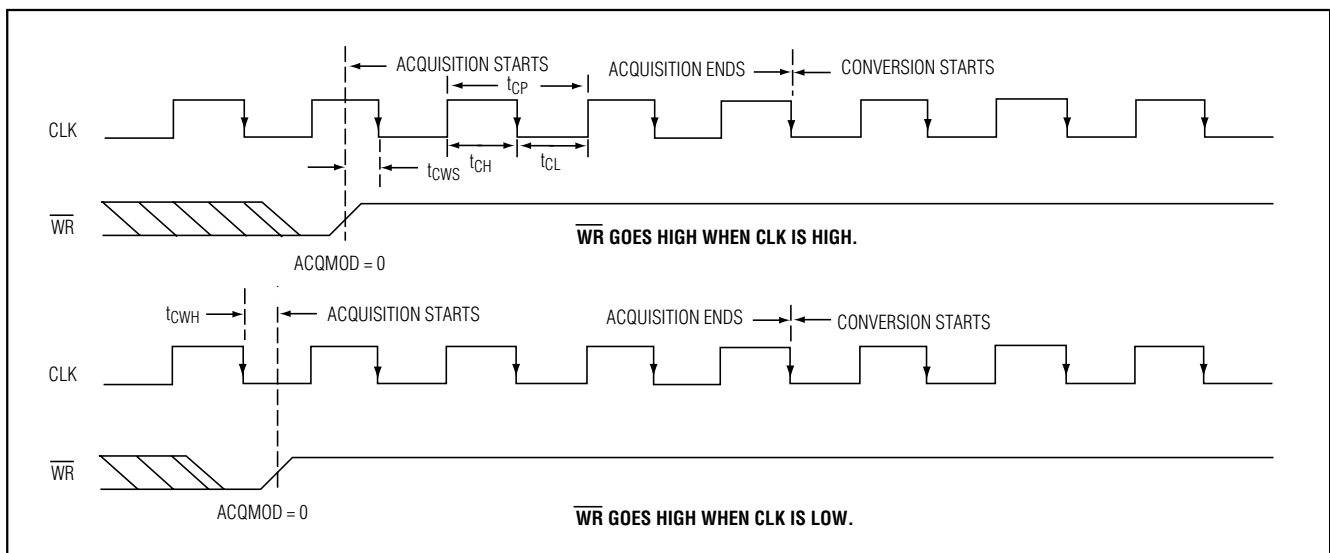 ACQUISITION STARTS
ACQUISITION ENDS
CONVERSION STARTS
tCP
CLK
tCWS
tCH
tCL
WR
WR GOES HIGH WHEN CLK IS HIGH.
ACQMOD = 0
tCWH
ACQUISITION STARTS
ACQUISITION ENDS
CONVERSION STARTS
CLK
WR
ACQMOD = 0
WR GOES HIGH WHEN CLK IS LOW.